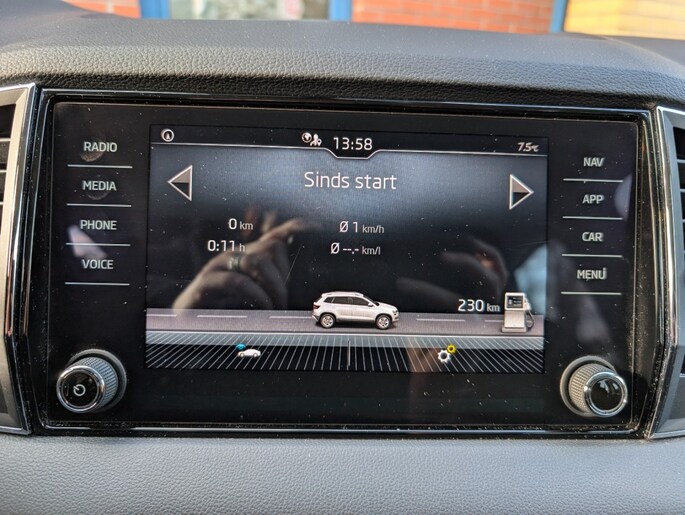 13:58
7.5°C
RADIO
MEDIA
PHONE
VOICE
Sinds start
0 km
Ø 1 km/h
0:11 h
Ø --,- km/l
230 km
NAV
APP
CAR
MENU